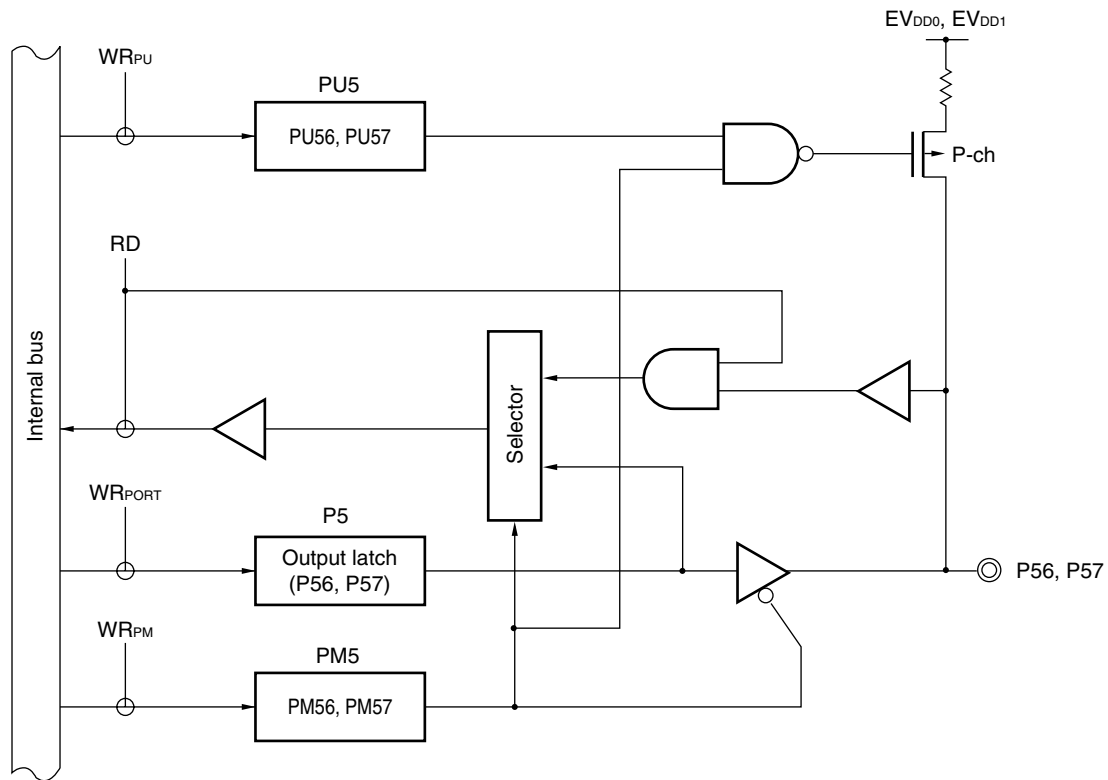 EVDD0, EVDD1
WRPU
PU5
PU56, PU57
P-ch
RD
Internal bus
Selector
WRPORT
P5
Output latch
(P56, P57)
P56, P57
WRPM
PM5
PM56, PM57